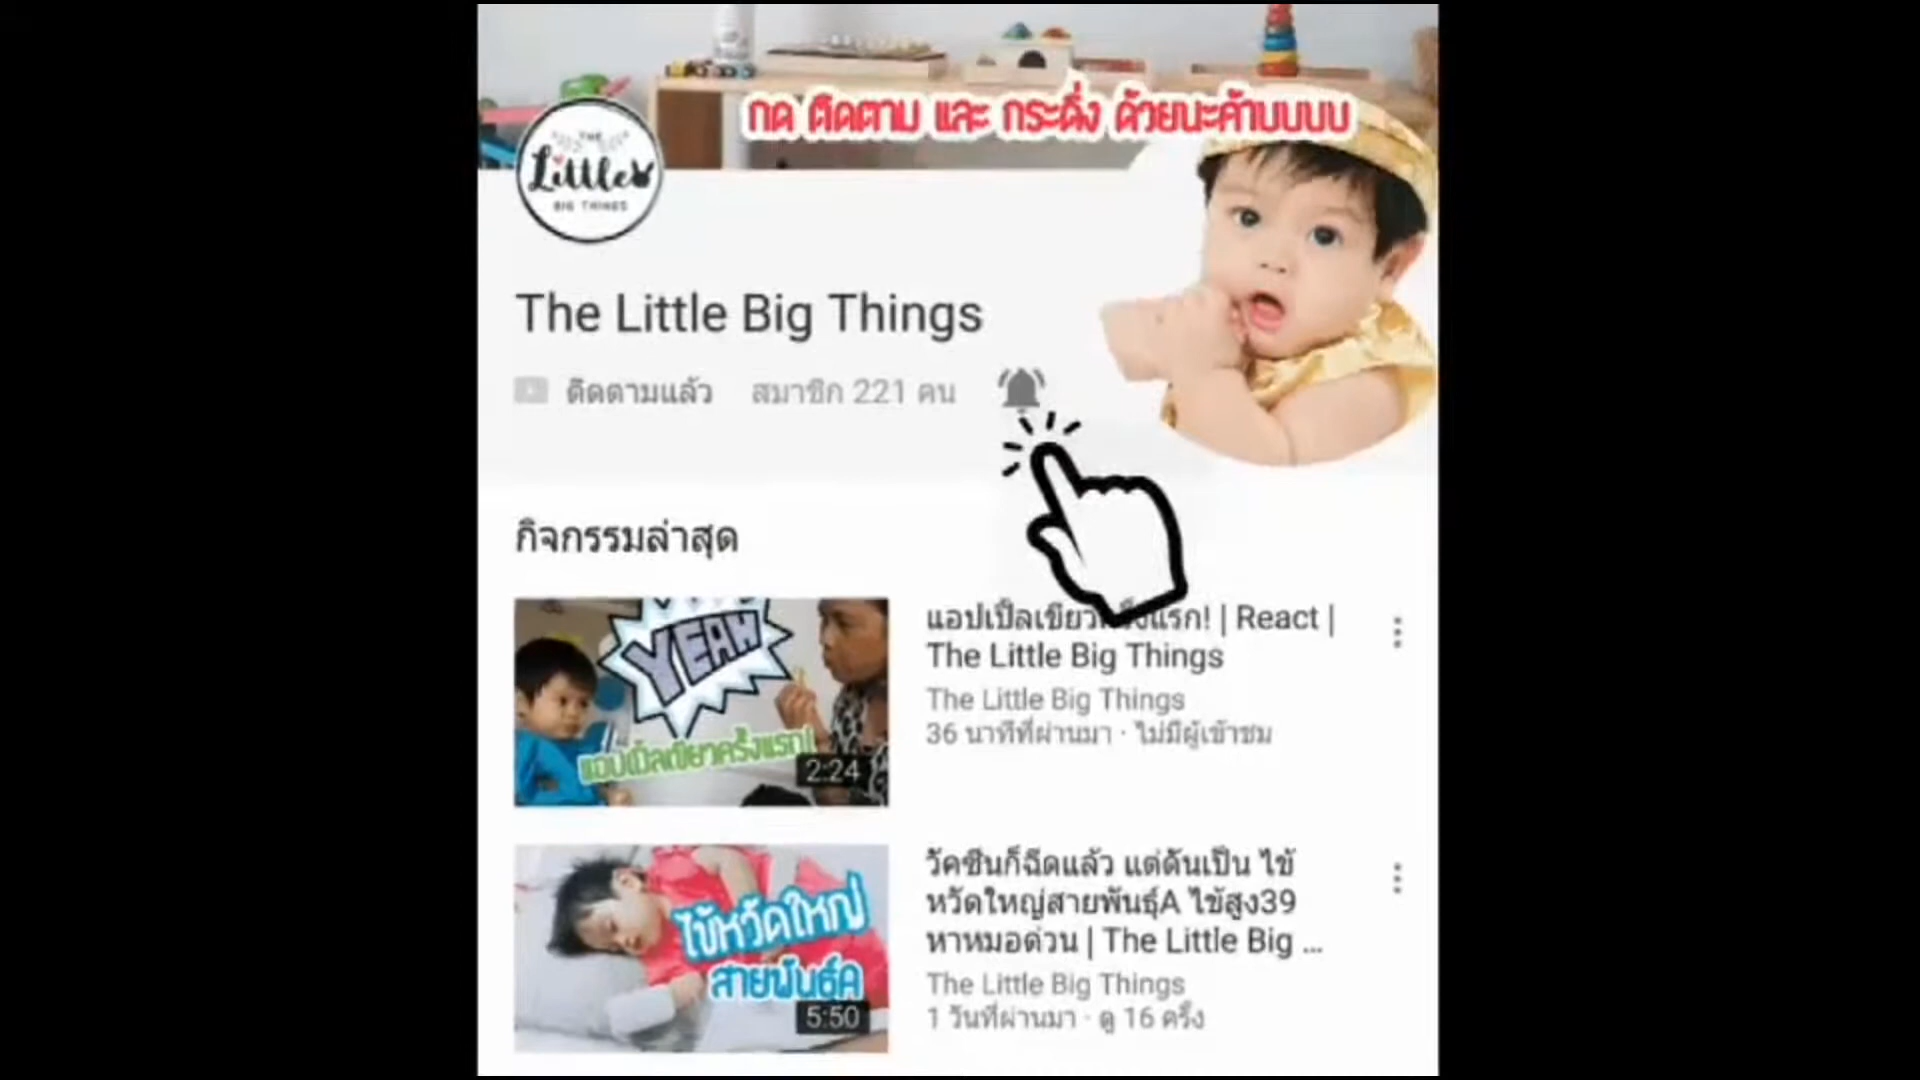 กด ติดตาม และ กระดิ่ง ด้วยนะค้าบบบบ
THE
Little
BIG THINGS
The Little Big Things
ติดตามแล้ว สมาชิก 221 คน
กิจกรรมล่าสุด
YEAH
แอปเปิ้ลเขียวครั้งแรก!
2:24
แอปเปิ้ลเขียวครั้งแรก! | React |
The Little Big Things
The Little Big Things
36 นาทีที่ผ่านมา · ไม่มีผู้เข้าชม
ไข้หวัดใหญ่
สายพันธุ์A
5:50
วัคซีนก็ฉีดแล้ว แต่ดันเป็น ไข้
หวัดใหญ่สายพันธุ์A ไข้สูง39
หาหมอด่วน | The Little Big ...
The Little Big Things
1 วันที่ผ่านมา · ดู 16 ครั้ง